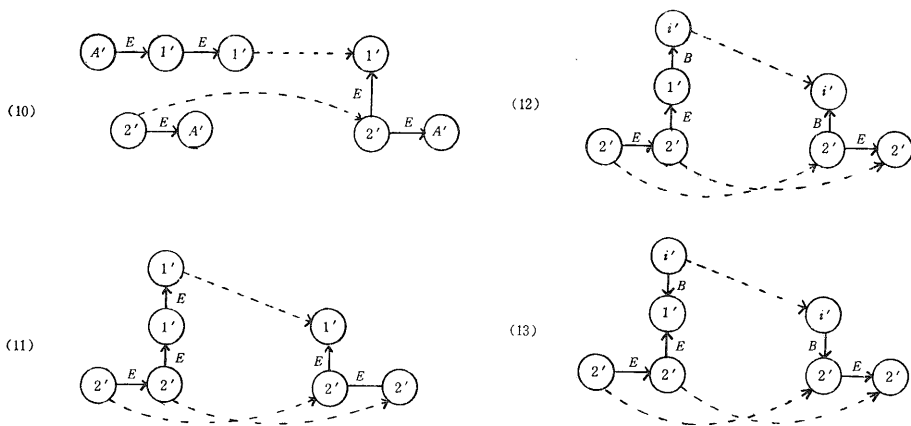 (10)
A' E 1' E 1' 1'
E
2' E A' 2' E A'
(12)
i'
B
1' i'
E B
2' E 2' 2' E 2'
(11)
1'
E
1' 1'
E E
2' E 2' 2' E 2'
(13)
i'
B
1' i'
E B
2' E 2' 2' E 2'